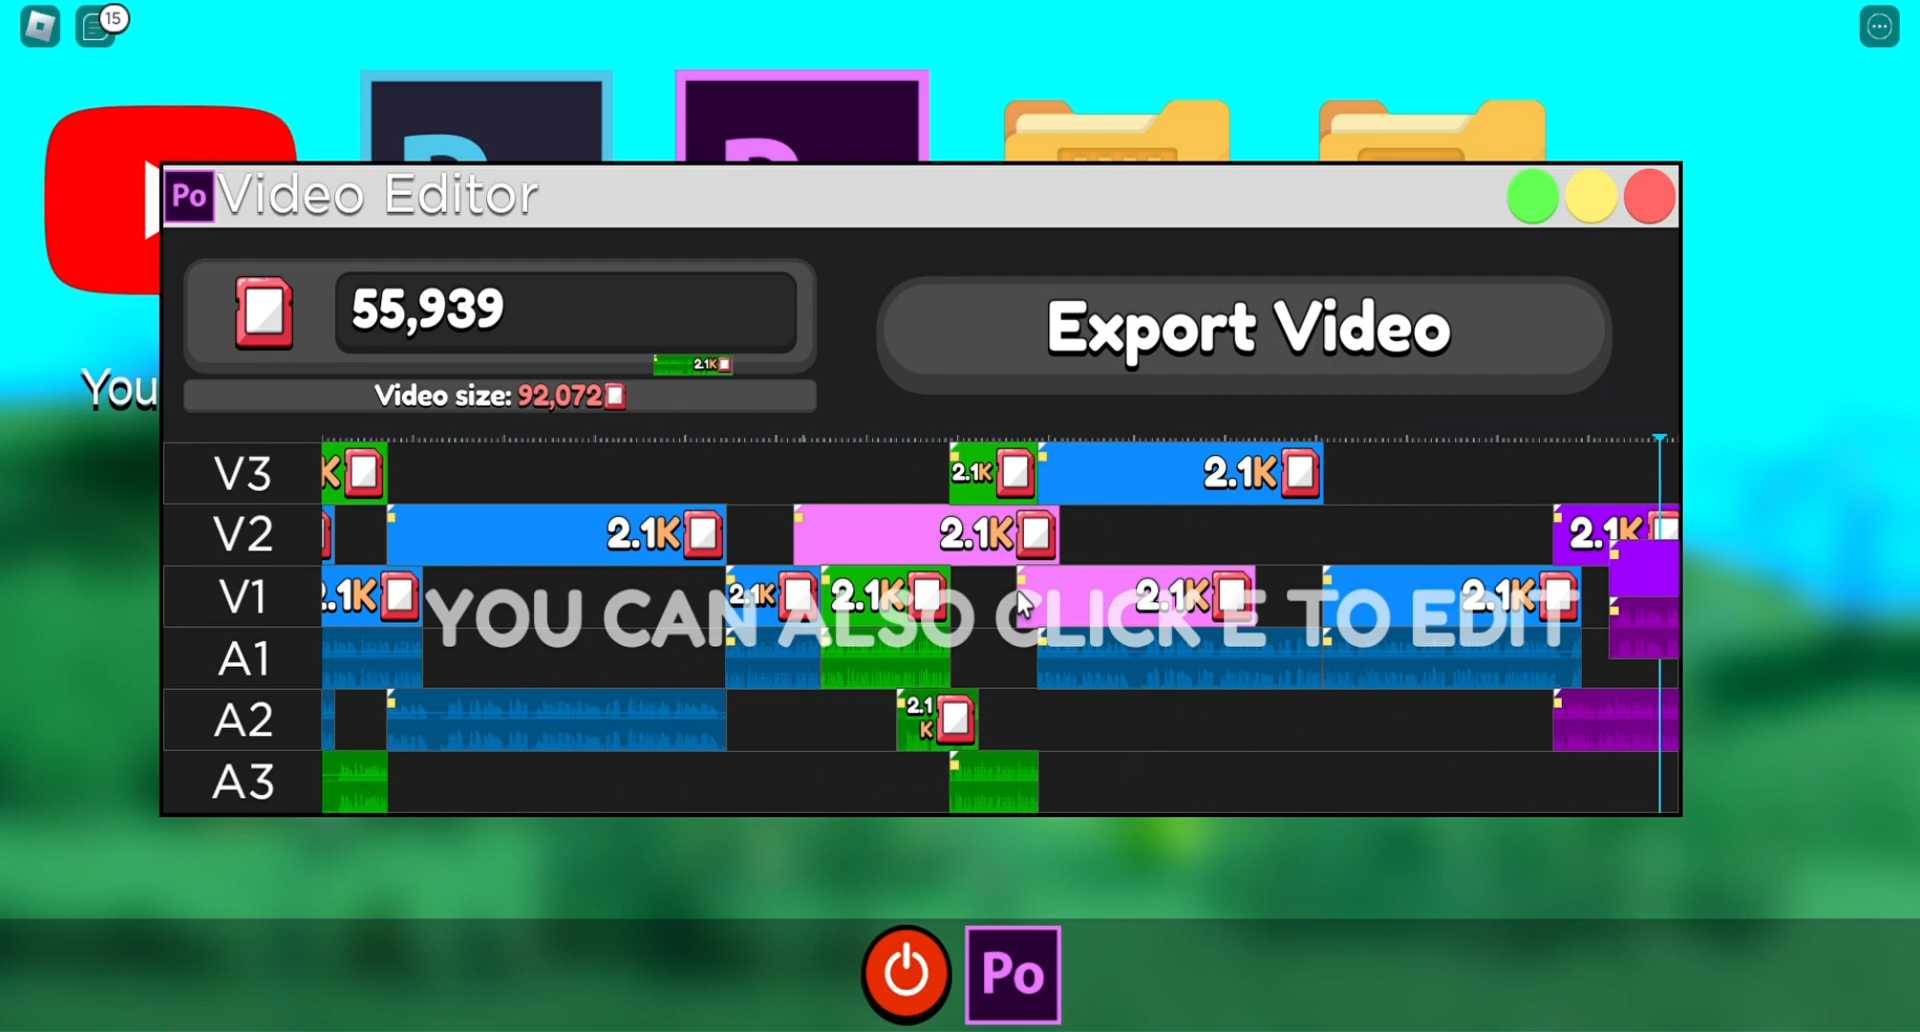 15
Po Video Editor
55,939
Export Video
2.1K
Video size: 92,072
You
V3
K
2.1K
2.1K
V2
2.1K
2.1K
2.1K
V1
.1K
2.1K
2.1K
2.1K
2.1K
YOU CAN ALSO CLICK E TO EDIT
A1
A2
2.1
K
A3
Po